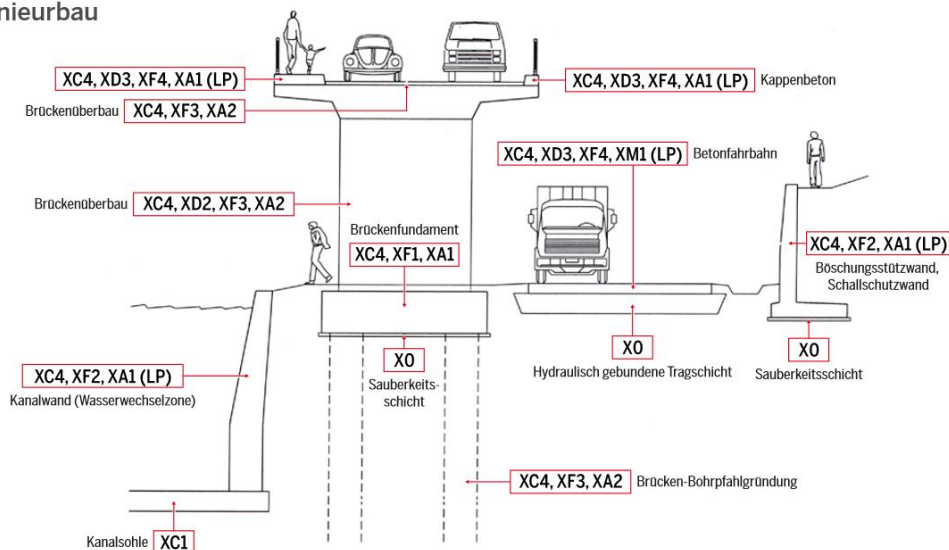 nieurbau
XC4, XD3, XF4, XA1 (LP)
XC4, XD3, XF4, XA1 (LP) Kappenbeton
Brückenüberbau XC4, XF3, XA2
XC4, XD3, XF4, XM1 (LP) Betonfahrbahn
Brückenüberbau XC4, XD2, XF3, XA2
Brückenfundament
XC4, XF1, XA1
XC4, XF2, XA1 (LP)
Böschungsstützwand,
Schallschutzwand
X0
Sauberkeits-
schicht
X0
Hydraulisch gebundene Tragschicht
X0
Sauberkeitsschicht
XC4, XF2, XA1 (LP)
Kanalwand (Wasserwechselzone)
XC4, XF3, XA2 Brücken-Bohrpfahlgründung
Kanalsohle XC1